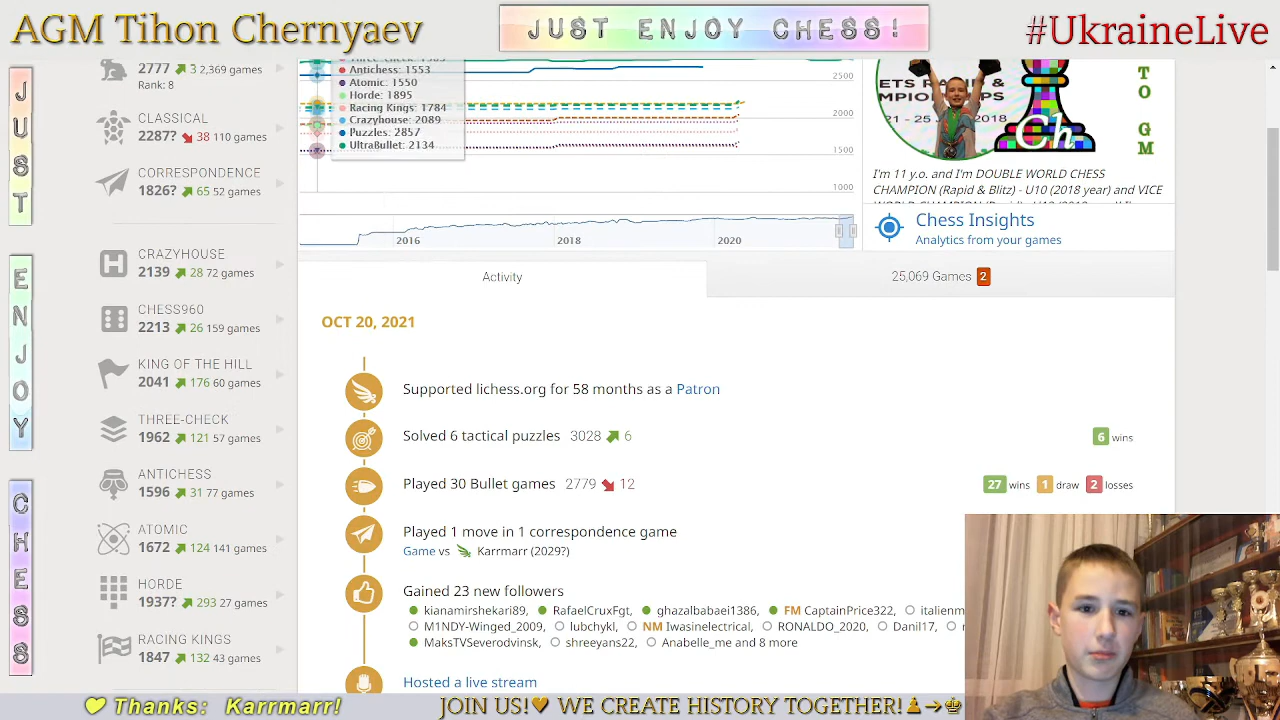 AGM Tihon Chernyaev
JUST ENJOY CHESS!
#UkraineLive
JUST
ENJOY
CHESS
2777 3 2,369 games
Rank: 8
CLASSICAL
2287? 38 110 games
CORRESPONDENCE
1826? 65 52 games
CRAZYHOUSE
2139 28 72 games
CHESS960
2213 26 159 games
KING OF THE HILL
2041 176 60 games
THREE-CHECK
1962 121 57 games
ANTICHESS
1596 31 77 games
ATOMIC
1672 124 141 games
HORDE
1937? 293 27 games
RACING KINGS
1847 132 43 games
Antichess: 1553
Atomic: 1550
Horde: 1895
Racing Kings: 1784
Crazyhouse: 2089
Puzzles: 2857
UltraBullet: 2134
2500
2000
1500
1000
2016
2018
2020
21 - 25
2018
Ch
TO
GM
I'm 11 y.o. and I'm DOUBLE WORLD CHESS
CHAMPION (Rapid & Blitz) - U10 (2018 year) and VICE
Chess Insights
Analytics from your games
Activity
25,069 Games 2
OCT 20, 2021
Supported lichess.org for 58 months as a Patron
Solved 6 tactical puzzles 3028 6
6 wins
Played 30 Bullet games 2779 12
27 wins 1 draw 2 losses
Played 1 move in 1 correspondence game
Game vs Karrmarr (2029?)
Gained 23 new followers
kianamirshekari89, RafaelCruxFgt, ghazalbabaei1386, FM CaptainPrice322, italienm
M1NDY-Winged_2009, lubchykl, NM Iwasinelectrical, RONALDO_2020, Danil17,
MaksTVSeverodvinsk, shreeyans22, Anabelle_me and 8 more
Hosted a live stream
Thanks: Karrmarr!
JOIN US!♥ WE CREATE HISTORY TOGETHER!♟→♚